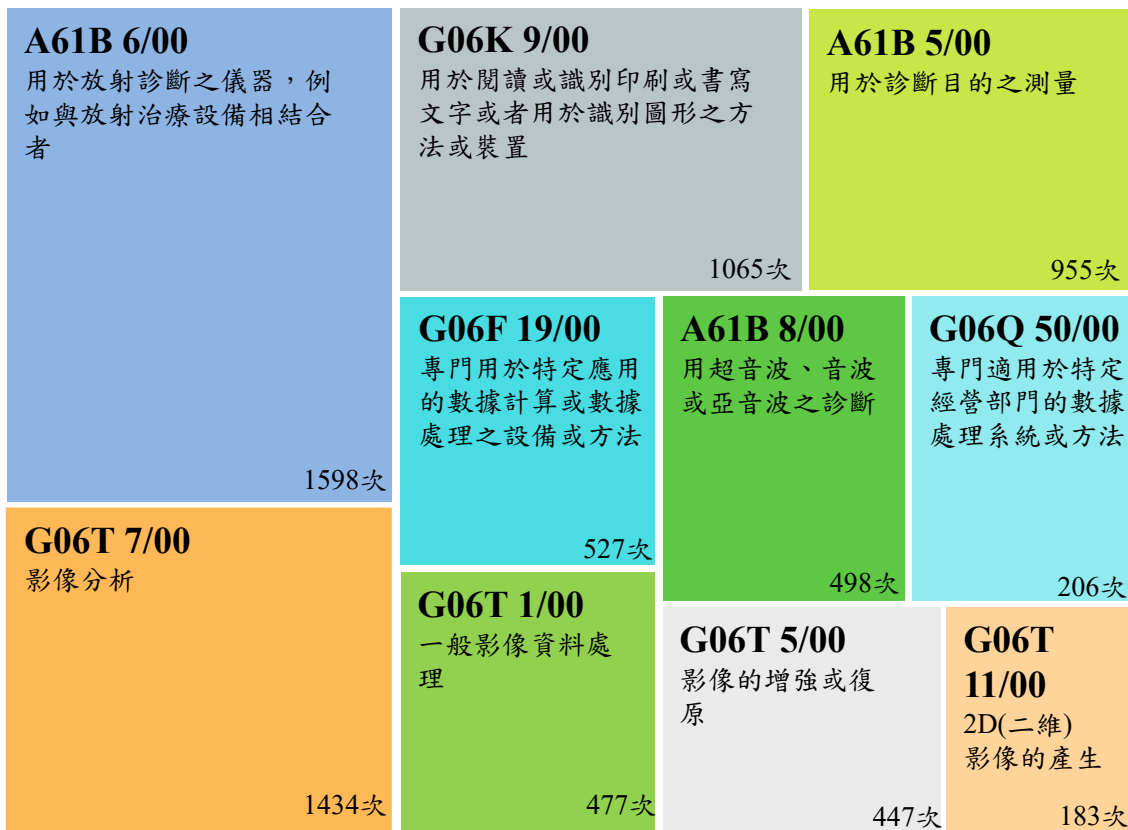 A61B 6/00
用於放射診斷之儀器，例
如與放射治療設備相結合
者
1598次
G06K 9/00
用於閱讀或識別印刷或書寫
文字或者用於識別圖形之方
法或裝置
1065次
A61B 5/00
用於診斷目的之測量
955次
G06F 19/00
專門用於特定應用
的數據計算或數據
處理之設備或方法
527次
A61B 8/00
用超音波、音波
或亞音波之診斷
498次
G06Q 50/00
專門適用於特定
經營部門的數據
處理系統或方法
206次
G06T 7/00
影像分析
1434次
G06T 1/00
一般影像資料處
理
477次
G06T 5/00
影像的增強或復
原
447次
G06T
11/00
2D(二維)
影像的產生
183次